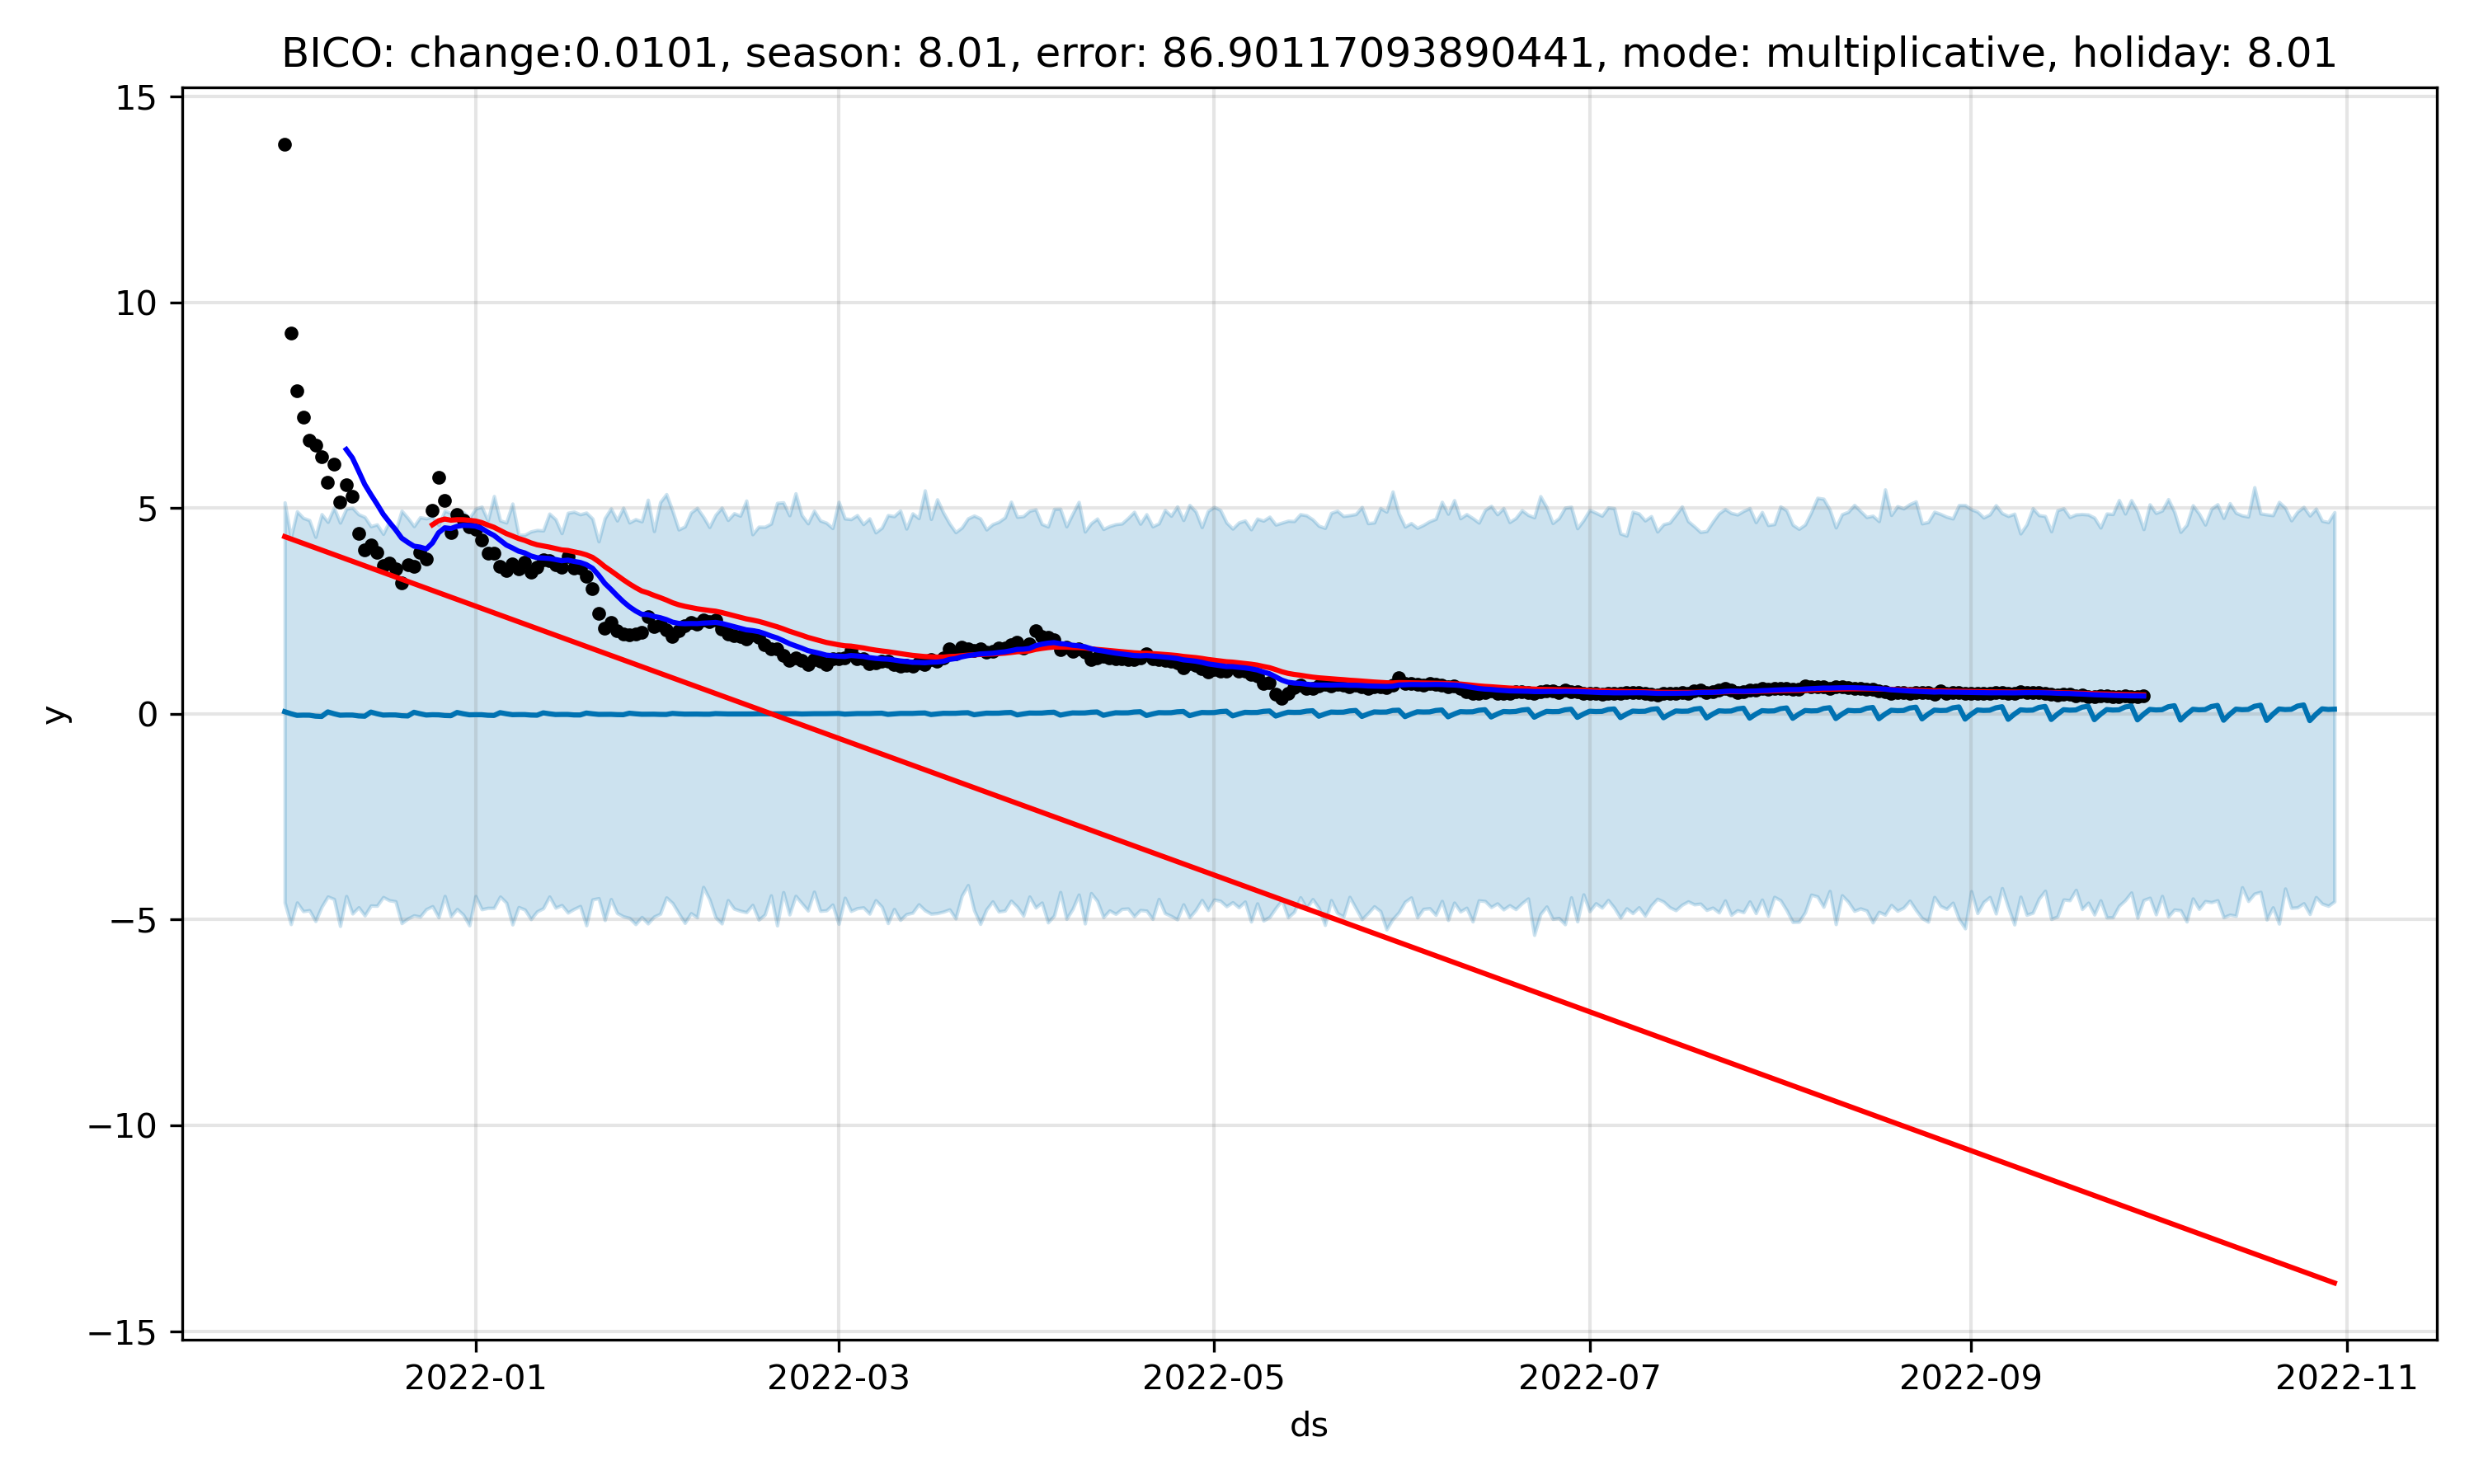 BICO: change:0.0101, season: 8.01, error: 86.90117093890441, mode: multiplicative, holiday: 8.01
15
10
5
0
−5
−10
−15
y
2022-01 2022-03 2022-05 2022-07 2022-09 2022-11
ds